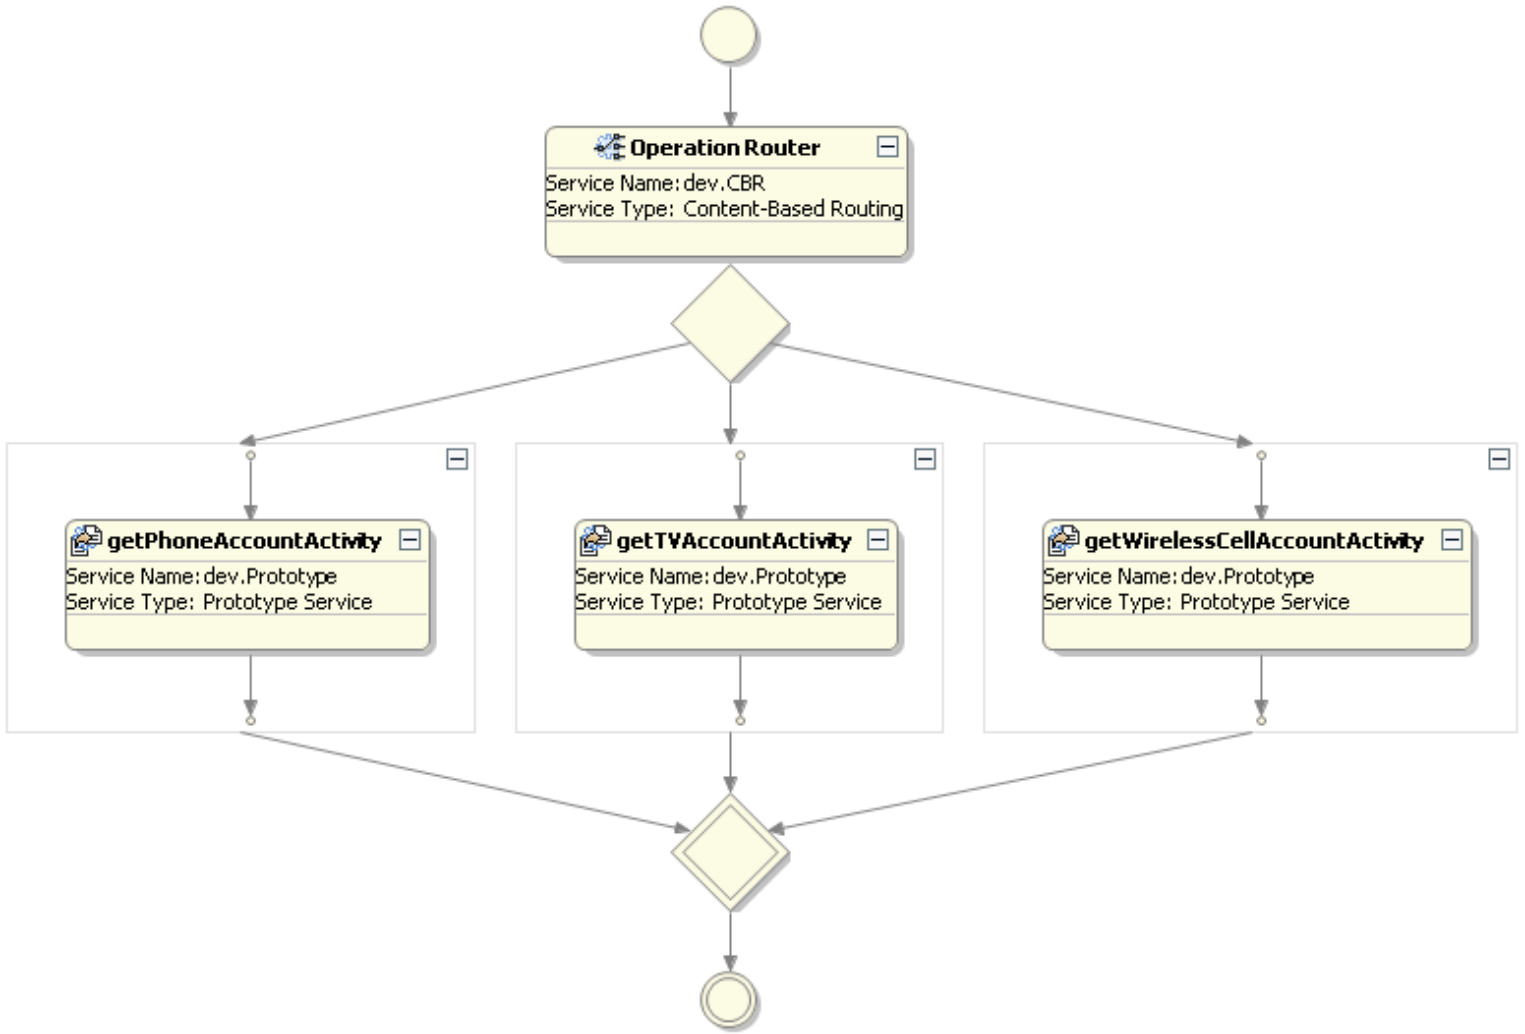 Operation Router
Service Name: dev.CBR
Service Type: Content-Based Routing
getPhoneAccountActivity
Service Name: dev.Prototype
Service Type: Prototype Service
getTVAccountActivity
Service Name: dev.Prototype
Service Type: Prototype Service
getWirelessCellAccountActivity
Service Name: dev.Prototype
Service Type: Prototype Service